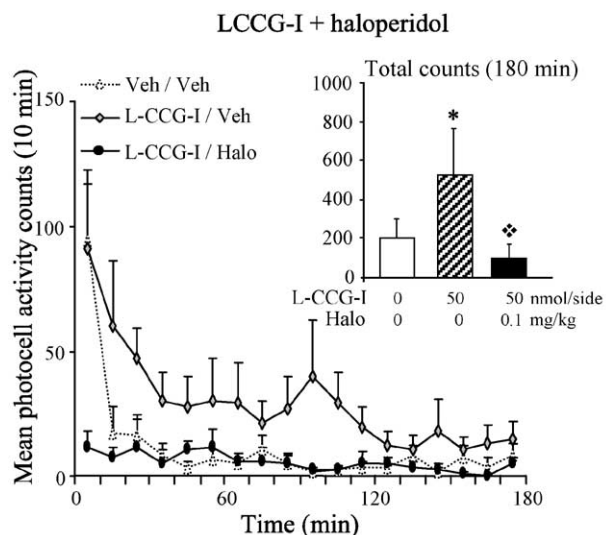 LCCG-I + haloperidol
Mean photocell activity counts (10 min)
150
100
50
0
Veh / Veh
L-CCG-I / Veh
L-CCG-I / Halo
0 60 120 180
Time (min)
Total counts (180 min)
1000
800
600
400
200
0
*
❖
L-CCG-I 0 50 50 nmol/side
Halo 0 0 0.1 mg/kg